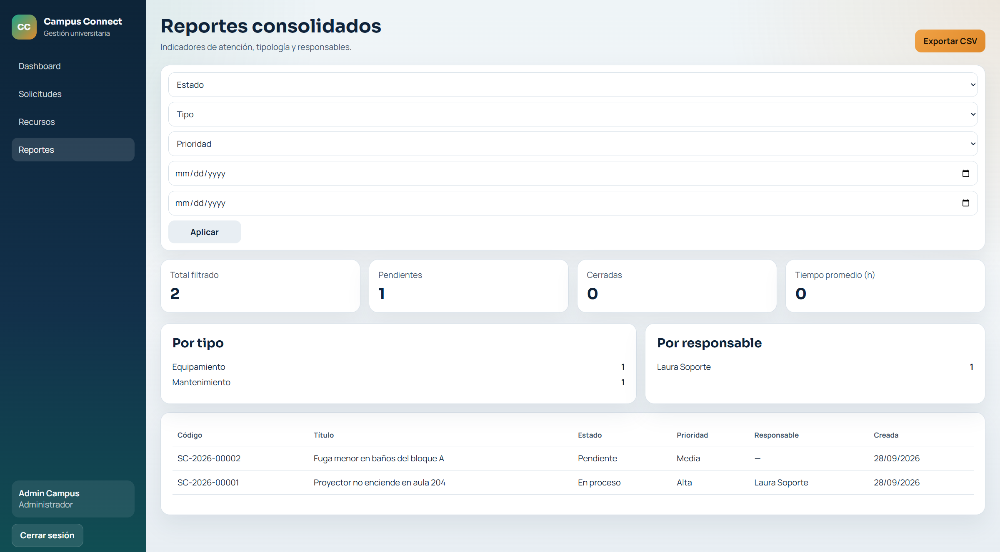 CC
Campus Connect
Gestión universitaria
Dashboard
Solicitudes
Recursos
Reportes
Admin Campus
Administrador
Cerrar sesión
Reportes consolidados
Indicadores de atención, tipología y responsables.
Exportar CSV
Estado
Tipo
Prioridad
mm/dd/yyyy
mm/dd/yyyy
Aplicar
Total filtrado
2
Pendientes
1
Cerradas
0
Tiempo promedio (h)
0
Por tipo
Equipamiento 1
Mantenimiento 1
Por responsable
Laura Soporte 1
Código Título Estado Prioridad Responsable Creada
SC-2026-00002 Fuga menor en baños del bloque A Pendiente Media — 28/09/2026
SC-2026-00001 Proyector no enciende en aula 204 En proceso Alta Laura Soporte 28/09/2026